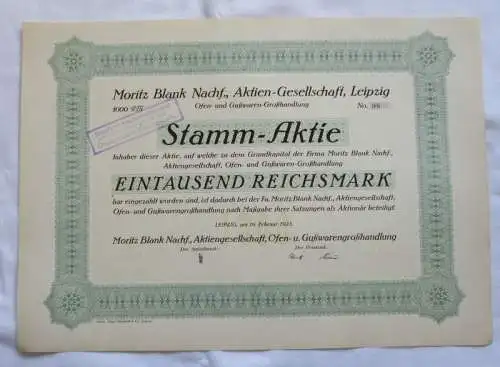 Moritz Blank Nachf., Aktien-Gesellschaft, Leipzig
Ofen- und Gußwaren-Großhandlung
1000 RM
No.
Stamm-Aktie
Inhaber dieser Aktie, auf welche zu dem Grundkapital der Firma Moritz Blank Nachf.,
Aktiengesellschaft, Ofen- und Gußwaren-Großhandlung
EINTAUSEND REICHSMARK
bar eingezahlt worden sind, ist dadurch bei der Fa. Moritz Blank Nachf., Aktiengesellschaft,
Ofen- und Gußwarengroßhandlung nach Maßgabe ihrer Satzungen als Aktionär beteiligt.
LEIPZIG, am 16. Februar
Moritz Blank Nachf., Aktiengesellschaft, Ofen- u. Gußwarengroßhandlung
Der Aufsichtsrat:
Der Vorstand: